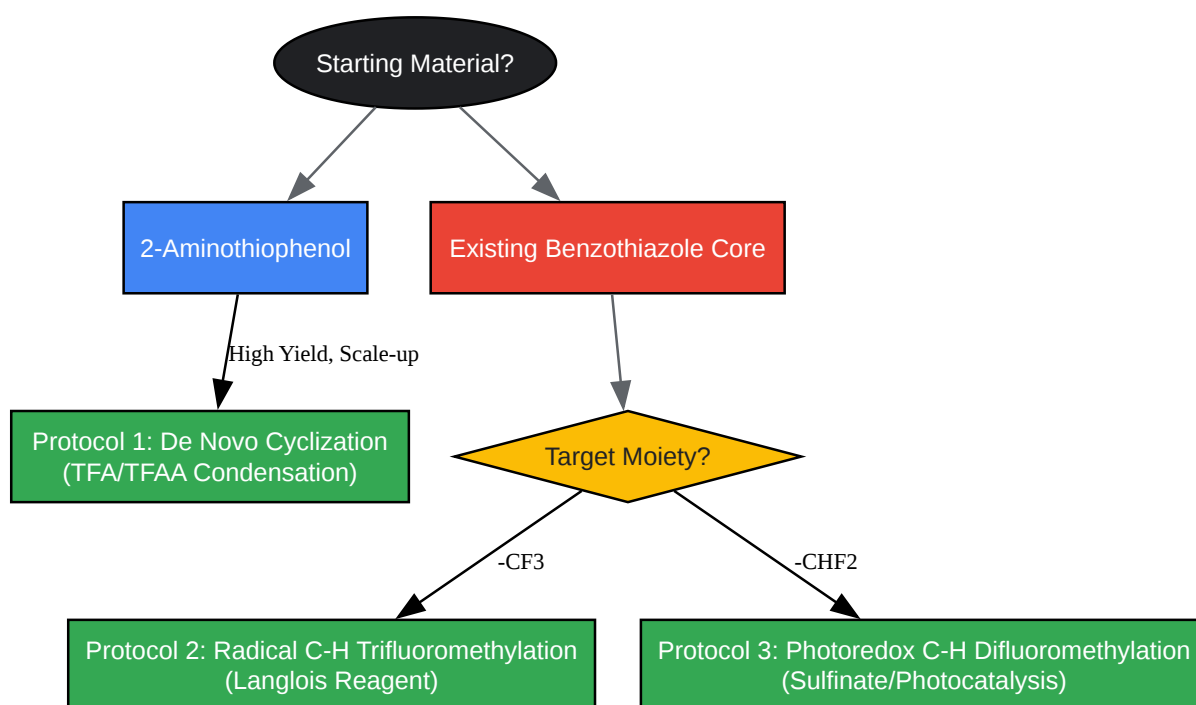 Starting Material?
2-Aminothiophenol
Existing Benzothiazole Core
High Yield, Scale-up
Protocol 1: De Novo Cyclization
(TFA/TFAA Condensation)
Target Moiety?
-CF3
-CHF2
Protocol 2: Radical C-H Trifluoromethylation
(Langlois Reagent)
Protocol 3: Photoredox C-H Difluoromethylation
(Sulfinate/Photocatalysis)